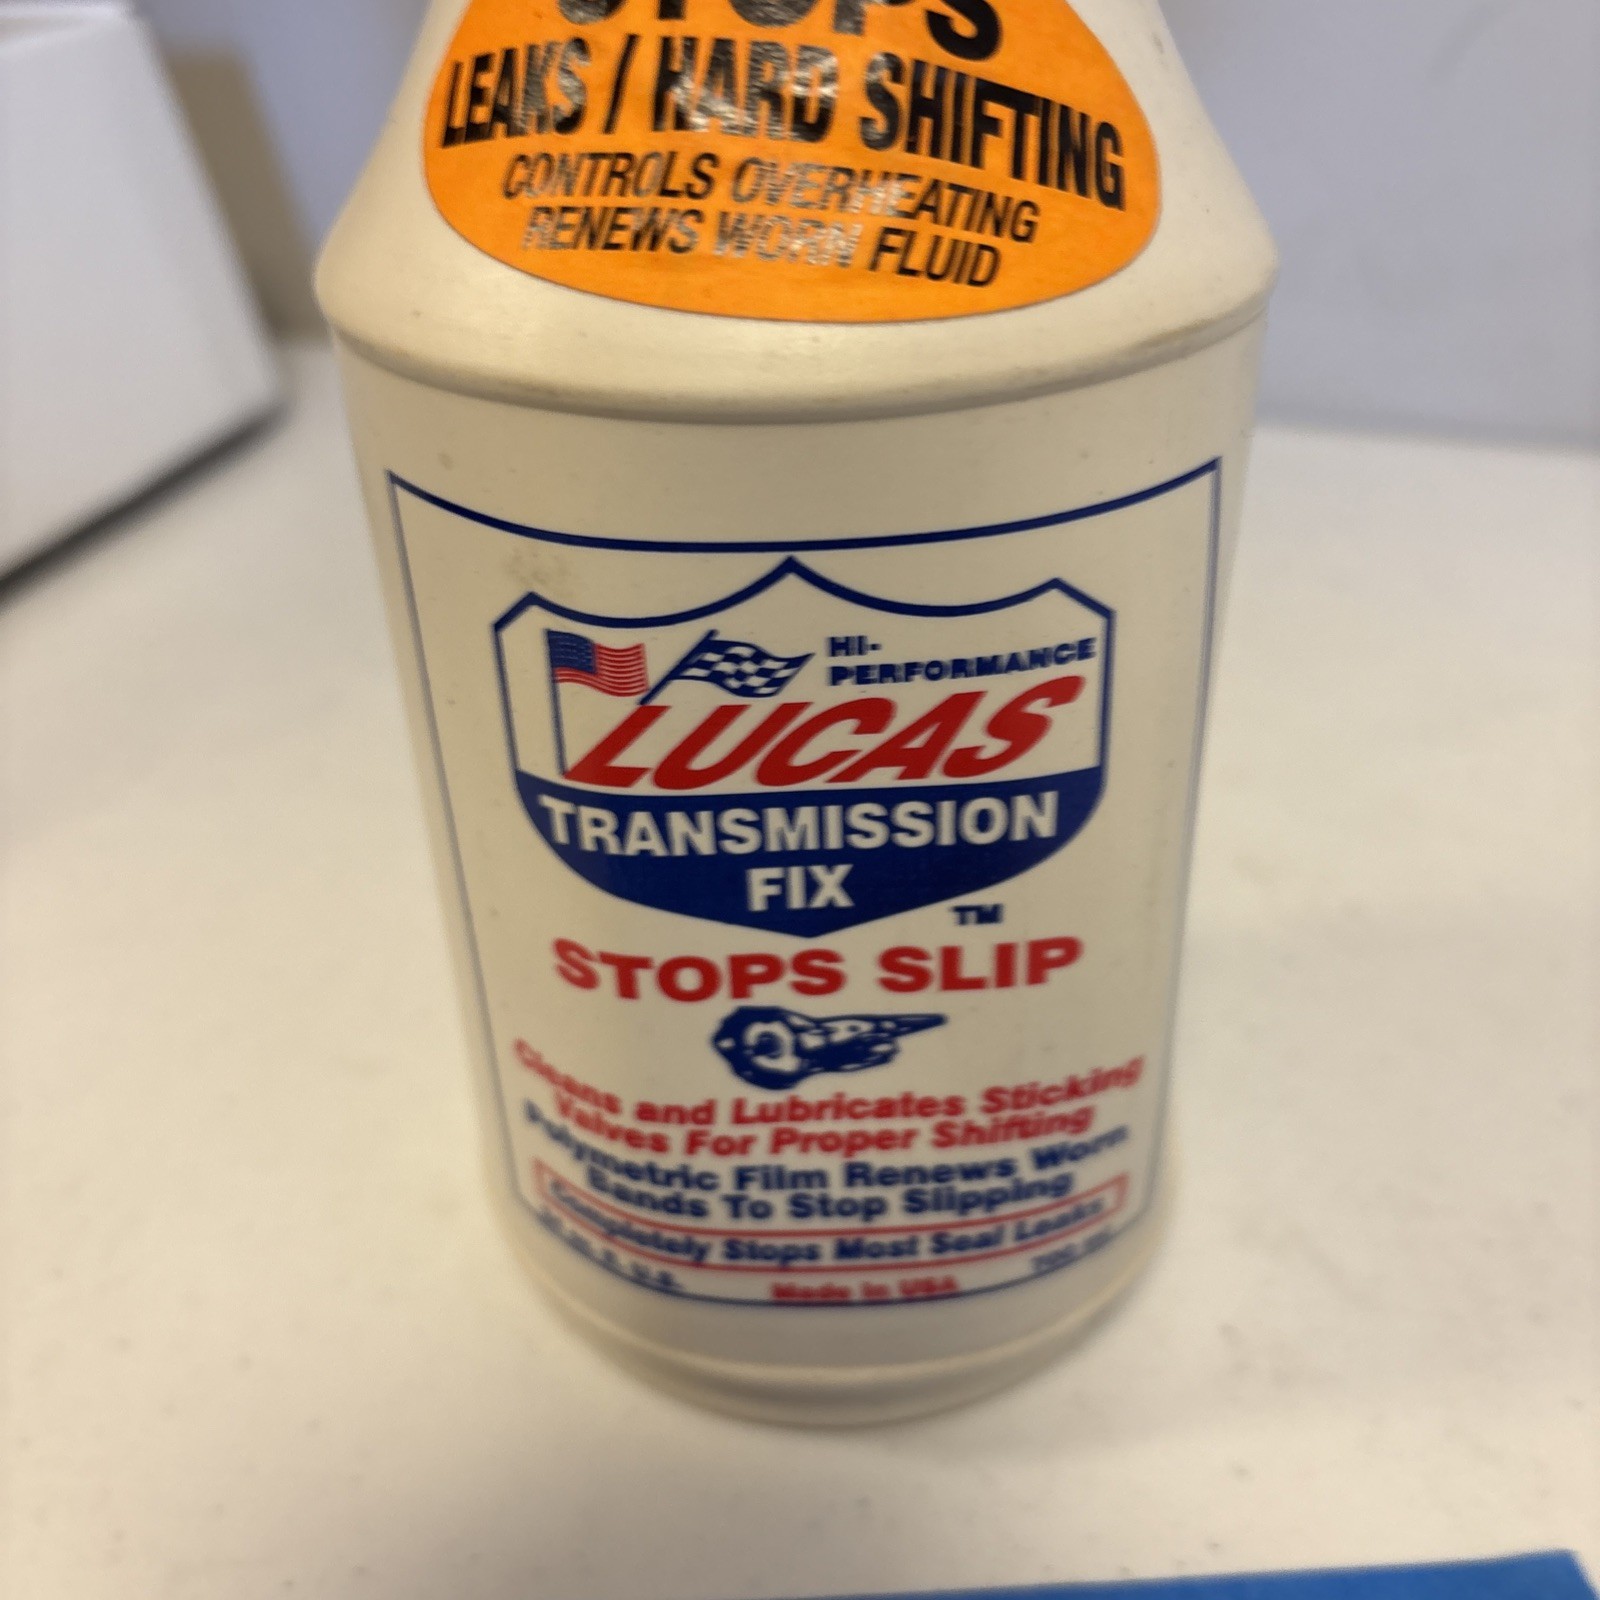 STOPS
LEAKS / HARD SHIFTING
CONTROLS OVERHEATING
RENEWS WORN FLUID
HI-
PERFORMANCE
LUCAS
TRANSMISSION
FIX
TM
STOPS SLIP
Cleans and Lubricates Sticking
Valves For Proper Shifting
Polymetric Film Renews Worn
Bands To Stop Slipping
Completely Stops Most Seal Leaks
U.S.
Made in USA